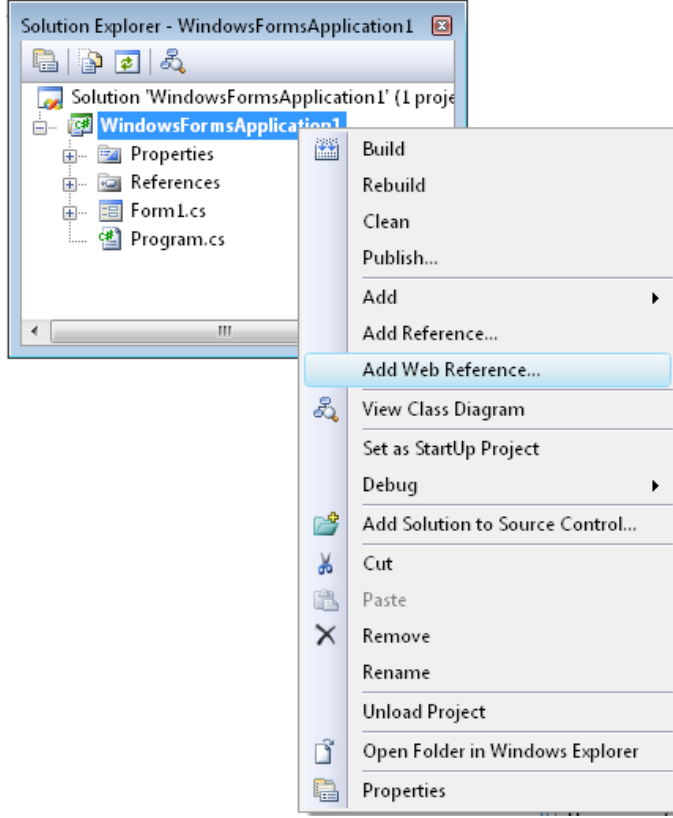 Solution Explorer - WindowsFormsApplication1
Solution 'WindowsFormsApplication1' (1 proje
WindowsFormsApplication1
Properties
References
Form1.cs
Program.cs
Build
Rebuild
Clean
Publish...
Add
Add Reference...
Add Web Reference...
View Class Diagram
Set as StartUp Project
Debug
Add Solution to Source Control...
Cut
Paste
Remove
Rename
Unload Project
Open Folder in Windows Explorer
Properties